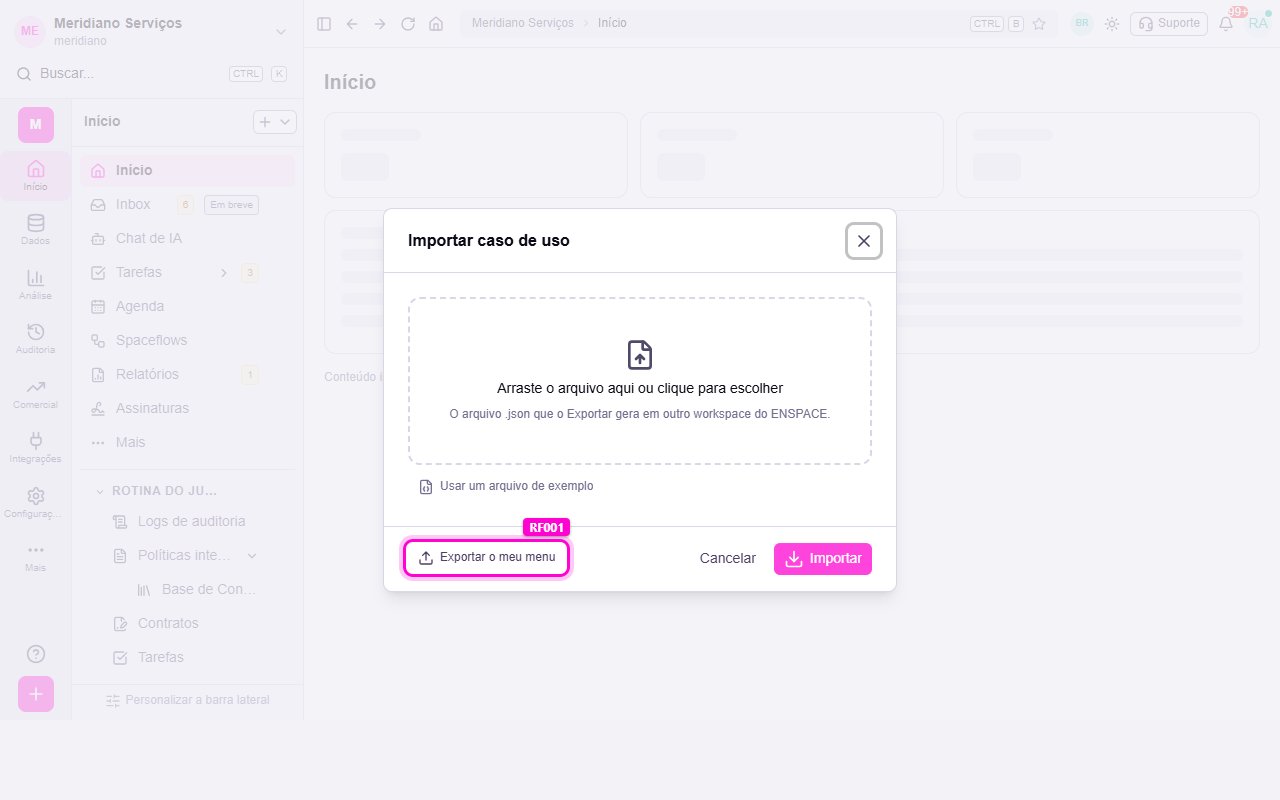 ME
Meridiano Serviços
meridiano
Buscar...
CTRL K
Meridiano Serviços > Início
CTRL B
BR
Suporte
99+
RA
M
Início
Dados
Análise
Auditoria
Comercial
Integrações
Configuraç...
Mais
Início
Início
Inbox 6 Em breve
Chat de IA
Tarefas 3
Agenda
Spaceflows
Relatórios 1
Assinaturas
Mais
ROTINA DO JU...
Logs de auditoria
Políticas inte...
Base de Con...
Contratos
Tarefas
Personalizar a barra lateral
Início
Conteúdo
Importar caso de uso
Arraste o arquivo aqui ou clique para escolher
O arquivo .json que o Exportar gera em outro workspace do ENSPACE.
Usar um arquivo de exemplo
RF001
Exportar o meu menu
Cancelar
Importar